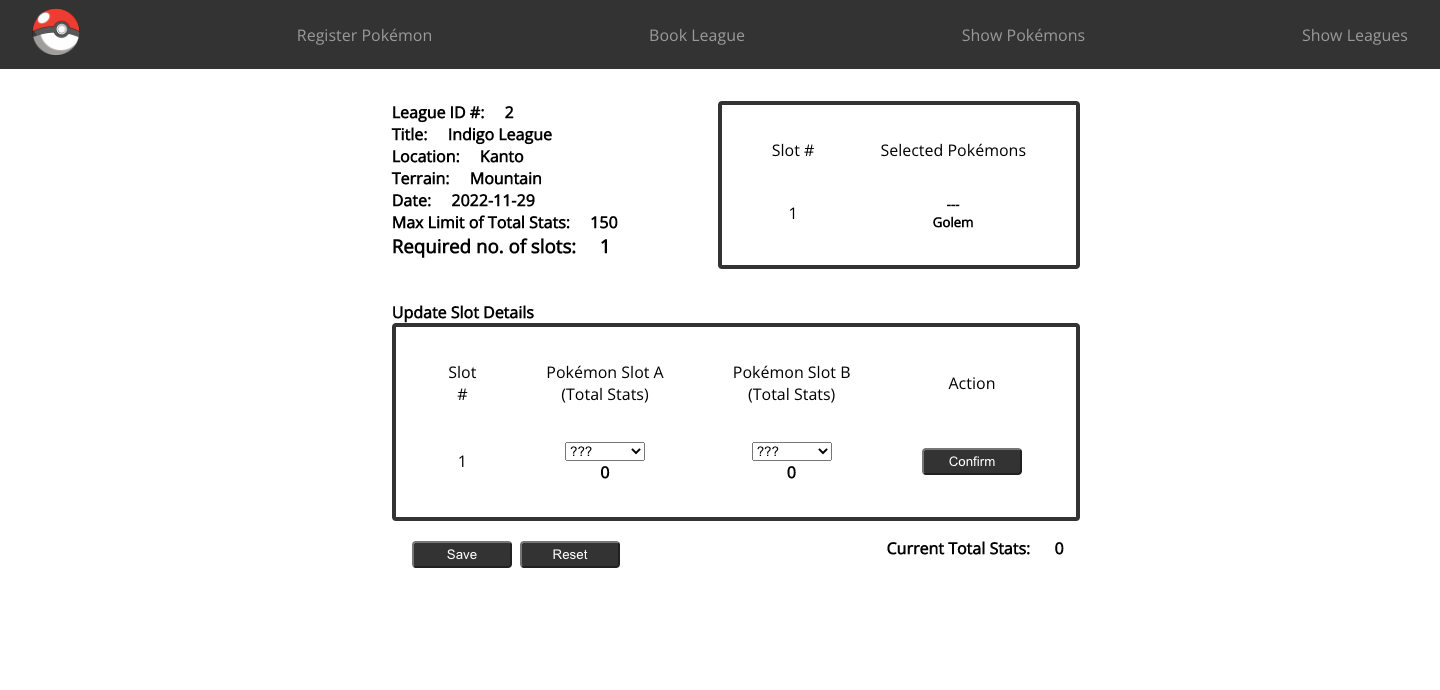 Register Pokémon
Book League
Show Pokémons
Show Leagues
League ID #: 2
Title: Indigo League
Location: Kanto
Terrain: Mountain
Date: 2022-11-29
Max Limit of Total Stats: 150
Required no. of slots: 1
Slot # Selected Pokémons
1
---
Golem
Update Slot Details
Slot
#
Pokémon Slot A
(Total Stats)
Pokémon Slot B
(Total Stats)
Action
1
???
0
???
0
Confirm
Save
Reset
Current Total Stats: 0